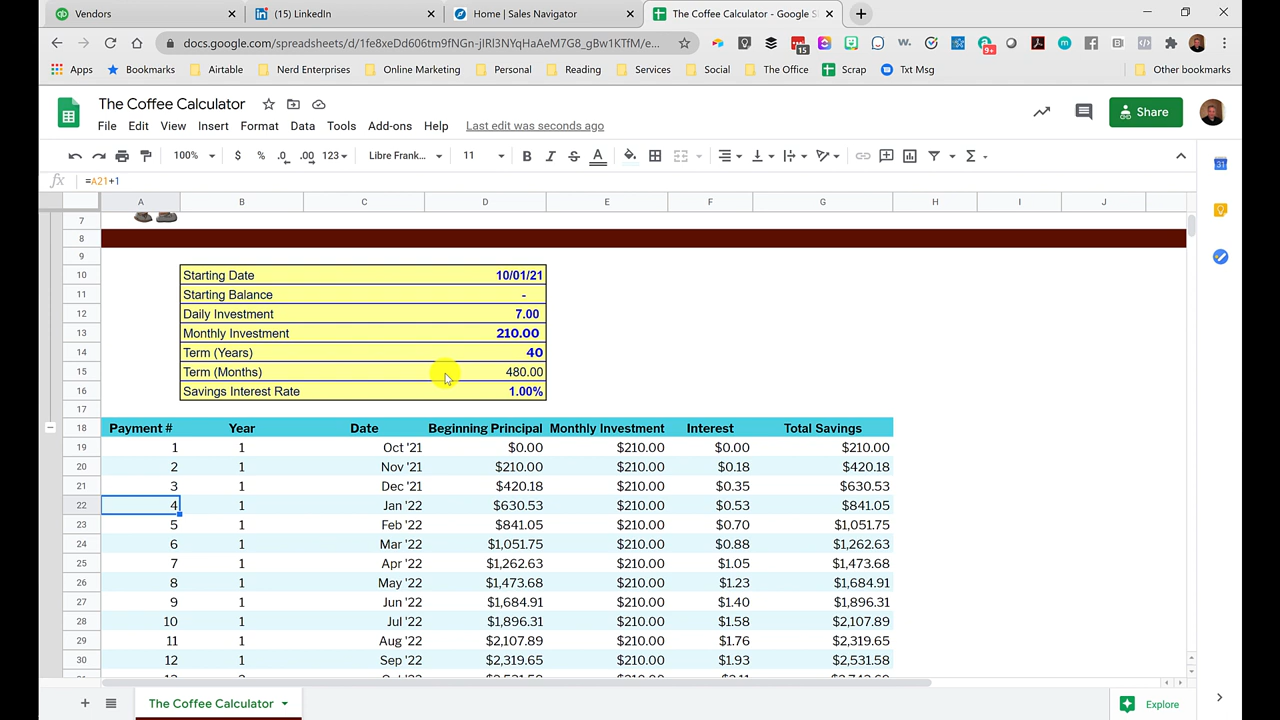 Vendors
(15) LinkedIn
Home | Sales Navigator
The Coffee Calculator - Google S
docs.google.com/spreadsheets/d/1fe8xeDd606tm9fNGn-jIRI3NYqHaAeM7G8_gBw1KTfM/e...
15
9+
Apps
Bookmarks
Airtable
Nerd Enterprises
Online Marketing
Personal
Reading
Services
Social
The Office
Scrap
Txt Msg
Other bookmarks
The Coffee Calculator
File Edit View Insert Format Data Tools Add-ons Help Last edit was seconds ago
Share
100% $ % .0 .00 123 Libre Frank... 11 B I S A
fx =A21+1
A B C D E F G H I J
7
8
9
10 Starting Date 10/01/21
11 Starting Balance -
12 Daily Investment 7.00
13 Monthly Investment 210.00
14 Term (Years) 40
15 Term (Months) 480.00
16 Savings Interest Rate 1.00%
17
18 Payment # Year Date Beginning Principal Monthly Investment Interest Total Savings
19 1 1 Oct '21 $0.00 $210.00 $0.00 $210.00
20 2 1 Nov '21 $210.00 $210.00 $0.18 $420.18
21 3 1 Dec '21 $420.18 $210.00 $0.35 $630.53
22 4 1 Jan '22 $630.53 $210.00 $0.53 $841.05
23 5 1 Feb '22 $841.05 $210.00 $0.70 $1,051.75
24 6 1 Mar '22 $1,051.75 $210.00 $0.88 $1,262.63
25 7 1 Apr '22 $1,262.63 $210.00 $1.05 $1,473.68
26 8 1 May '22 $1,473.68 $210.00 $1.23 $1,684.91
27 9 1 Jun '22 $1,684.91 $210.00 $1.40 $1,896.31
28 10 1 Jul '22 $1,896.31 $210.00 $1.58 $2,107.89
29 11 1 Aug '22 $2,107.89 $210.00 $1.76 $2,319.65
30 12 1 Sep '22 $2,319.65 $210.00 $1.93 $2,531.58
The Coffee Calculator
Explore